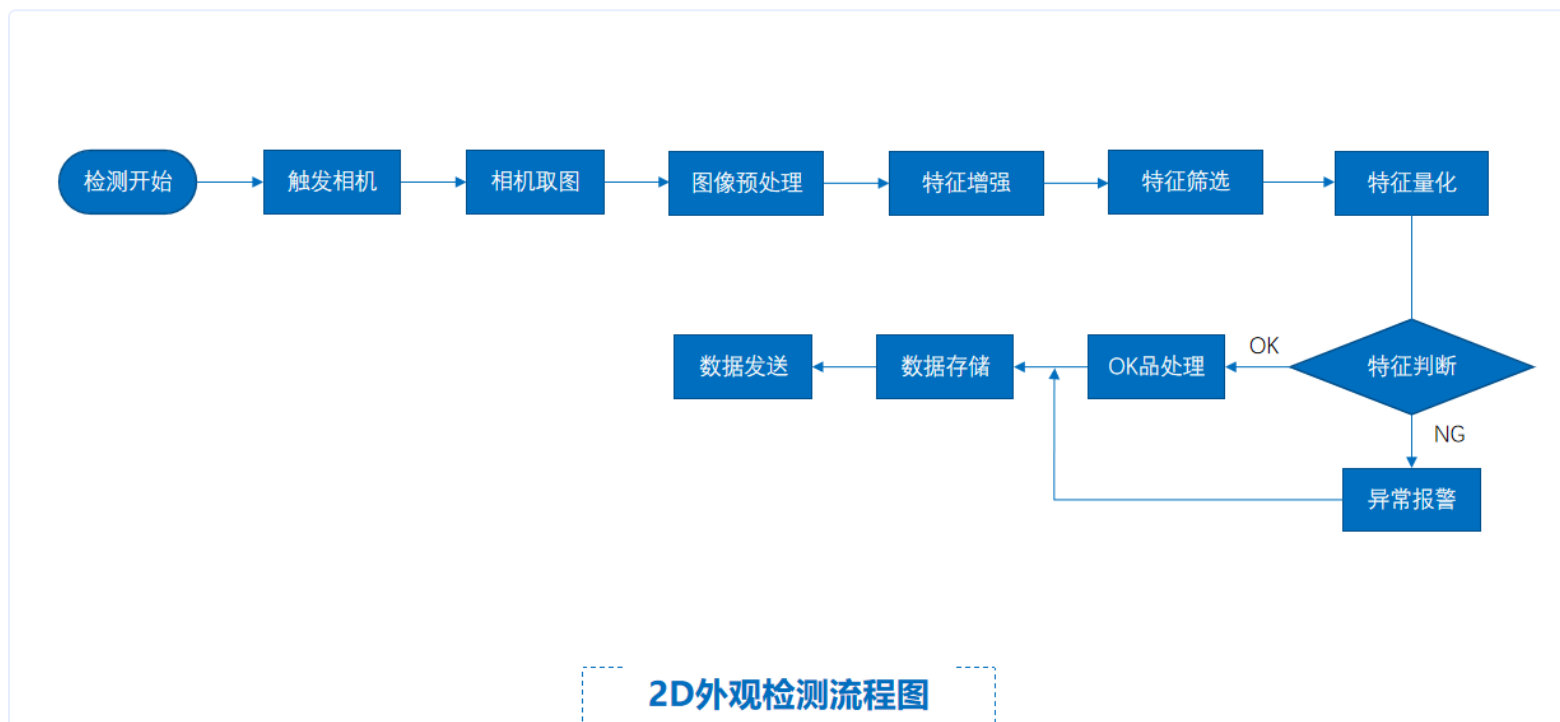 检测开始
触发相机
相机取图
图像预处理
特征增强
特征筛选
特征量化
数据发送
数据存储
OK品处理
OK
特征判断
NG
异常报警
2D外观检测流程图